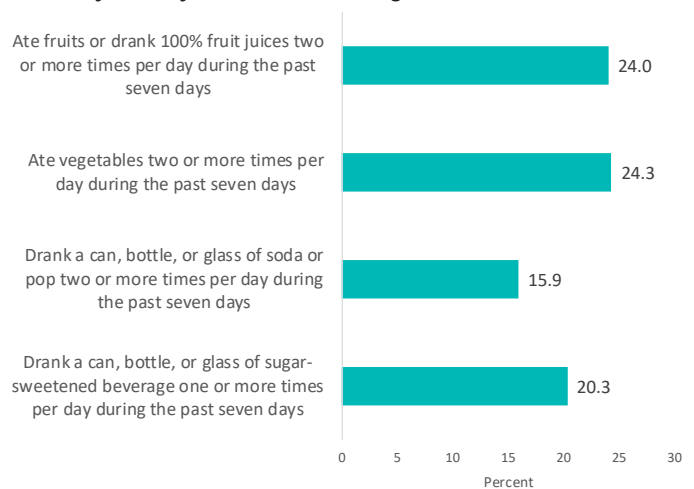 Ate fruits or drank 100% fruit juices two
or more times per day during the past
seven days
24.0
Ate vegetables two or more times per
day during the past seven days
24.3
Drank a can, bottle, or glass of soda or
pop two or more times per day during
the past seven days
15.9
Drank a can, bottle, or glass of sugar-
sweetened beverage one or more times
per day during the past seven days
20.3
0 5 10 15 20 25 30
Percent